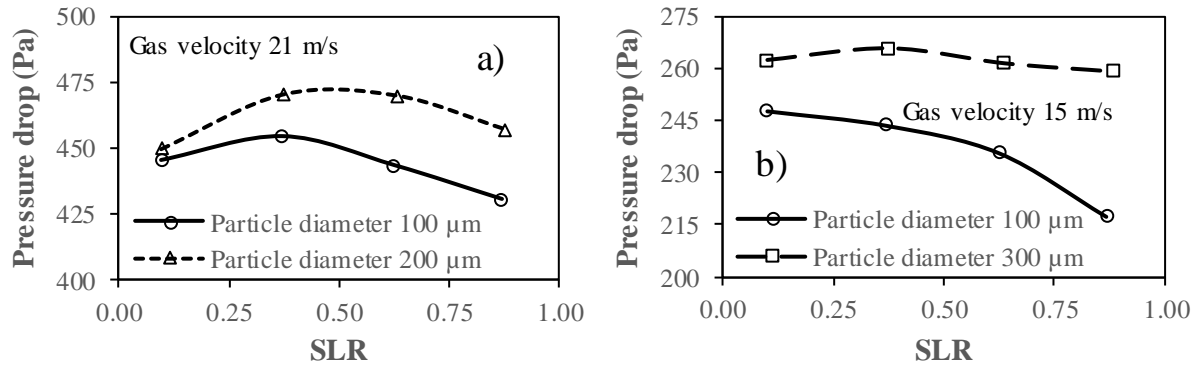 500
475
450
425
400
Pressure drop (Pa)
Gas velocity 21 m/s
a)
Particle diameter 100 µm
Particle diameter 200 µm
0.00 0.25 0.50 0.75 1.00
SLR
275
260
245
230
215
200
Pressure drop (Pa)
Gas velocity 15 m/s
b)
Particle diameter 100 µm
Particle diameter 300 µm
0.00 0.25 0.50 0.75 1.00
SLR